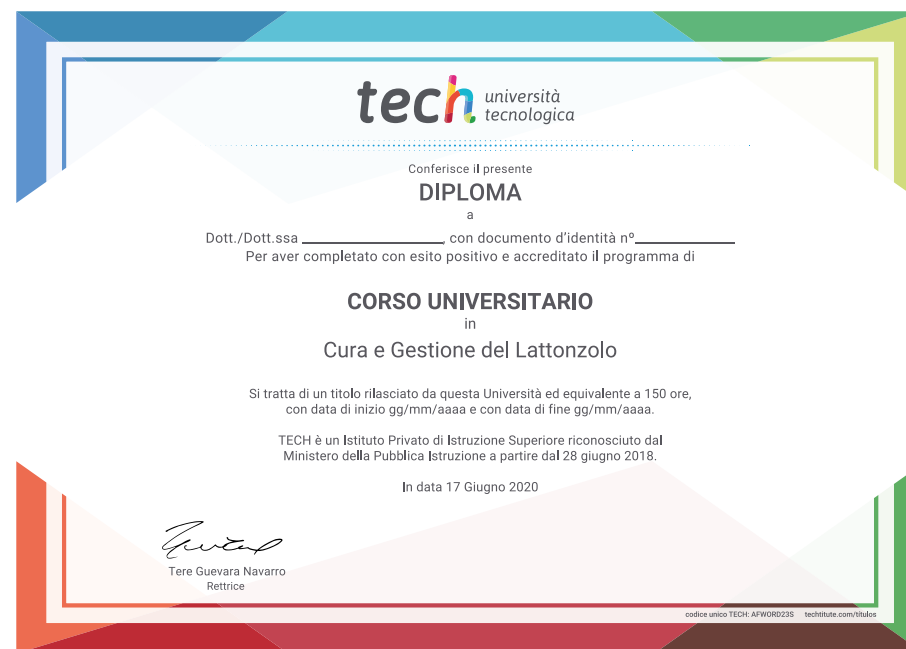 tech università
tecnologica
Conferisce il presente
DIPLOMA
a
Dott./Dott.ssa ____________________, con documento d'identità nº______________
Per aver completato con esito positivo e accreditato il programma di
CORSO UNIVERSITARIO
in
Cura e Gestione del Lattonzolo
Si tratta di un titolo rilasciato da questa Università ed equivalente a 150 ore,
con data di inizio gg/mm/aaaa e con data di fine gg/mm/aaaa.
TECH è un Istituto Privato di Istruzione Superiore riconosciuto dal
Ministero della Pubblica Istruzione a partire dal 28 giugno 2018.
In data 17 Giugno 2020
Tere Guevara Navarro
Rettrice
codice unico TECH: AFWORD23S techtitute.com/titulos